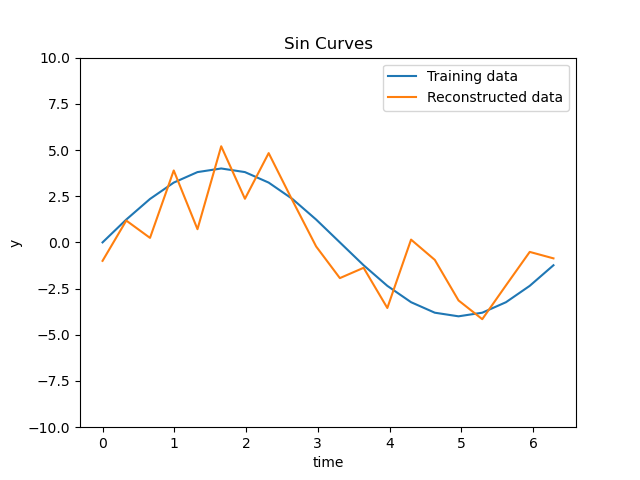 Sin Curves
Training data
Reconstructed data
10.0
7.5
5.0
2.5
0.0
−2.5
−5.0
−7.5
−10.0
y
0 1 2 3 4 5 6
time